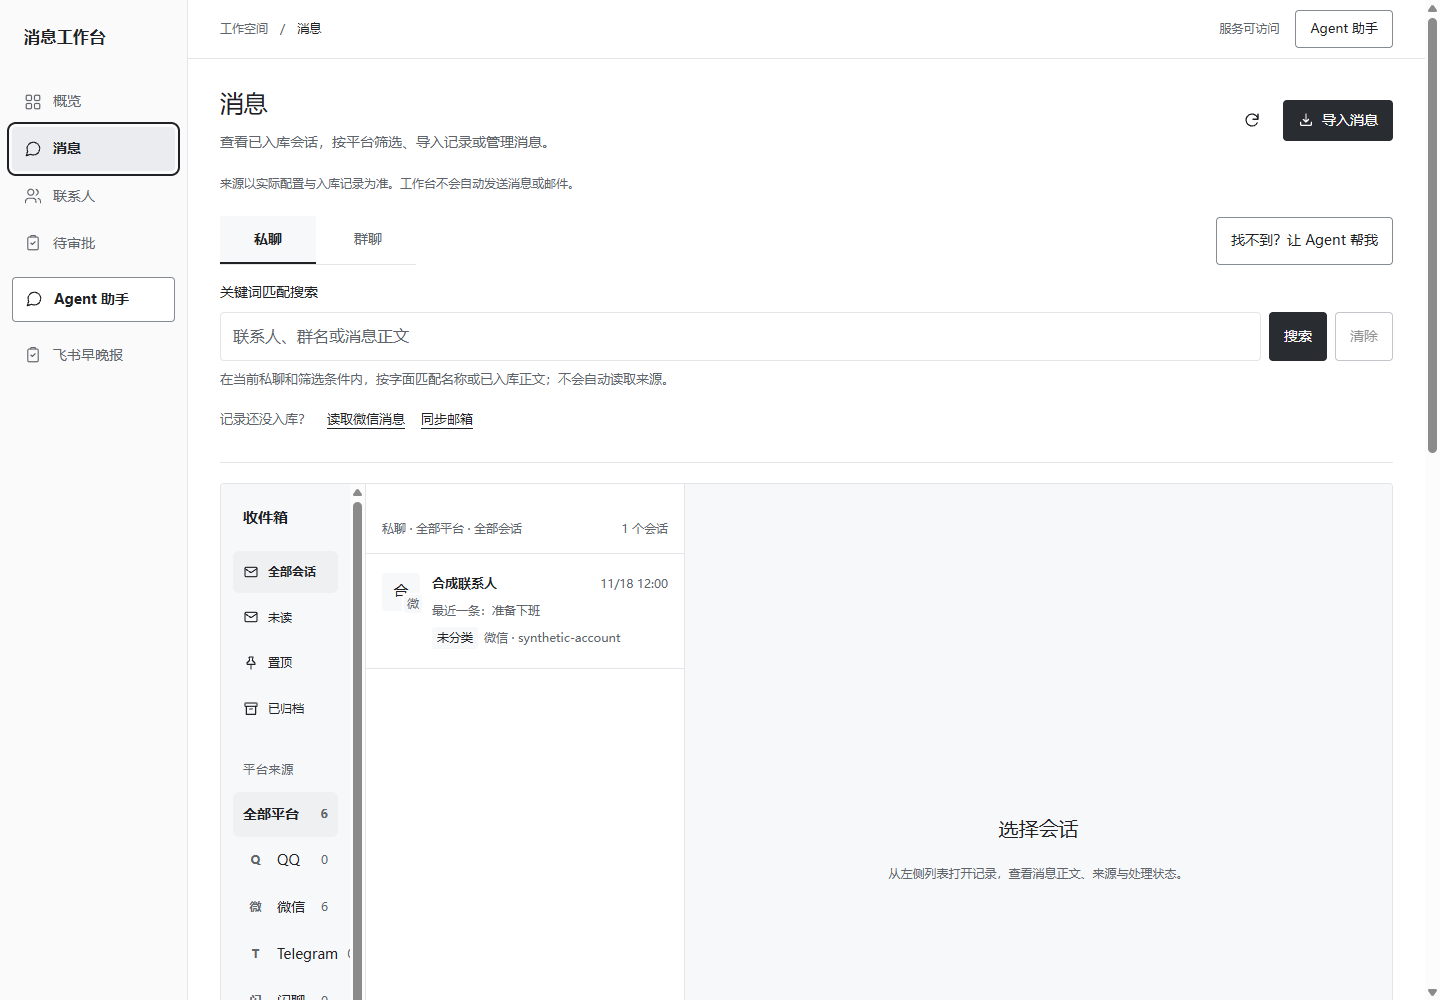 消息工作台
概览
消息
联系人
待审批
Agent 助手
飞书早晚报
工作空间 / 消息
服务可访问
Agent 助手
消息
查看已入库会话，按平台筛选、导入记录或管理消息。
导入消息
来源以实际配置与入库记录为准。工作台不会自动发送消息或邮件。
私聊
群聊
找不到？让 Agent 帮我
关键词匹配搜索
联系人、群名或消息正文
搜索
清除
在当前私聊和筛选条件内，按字面匹配名称或已入库正文；不会自动读取来源。
记录还没入库？ 读取微信消息 同步邮箱
收件箱
全部会话
未读
置顶
已归档
平台来源
全部平台 6
Q QQ 0
微 微信 6
T Telegram
闪聊 0
私聊 · 全部平台 · 全部会话
1 个会话
合
微
合成联系人
11/18 12:00
最近一条：准备下班
未分类 微信 · synthetic-account
选择会话
从左侧列表打开记录，查看消息正文、来源与处理状态。